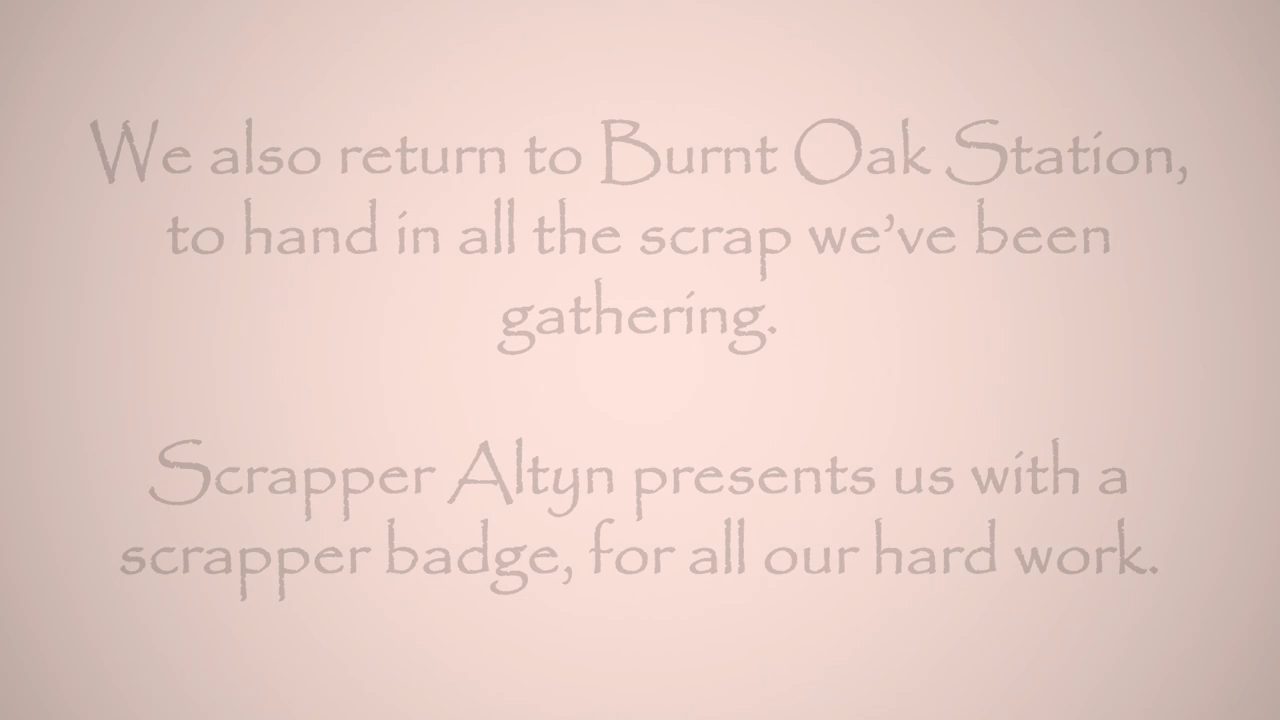 We also return to Burnt Oak Station,
to hand in all the scrap we’ve been
gathering.
Scrapper Altyn presents us with a
scrapper badge, for all our hard work.